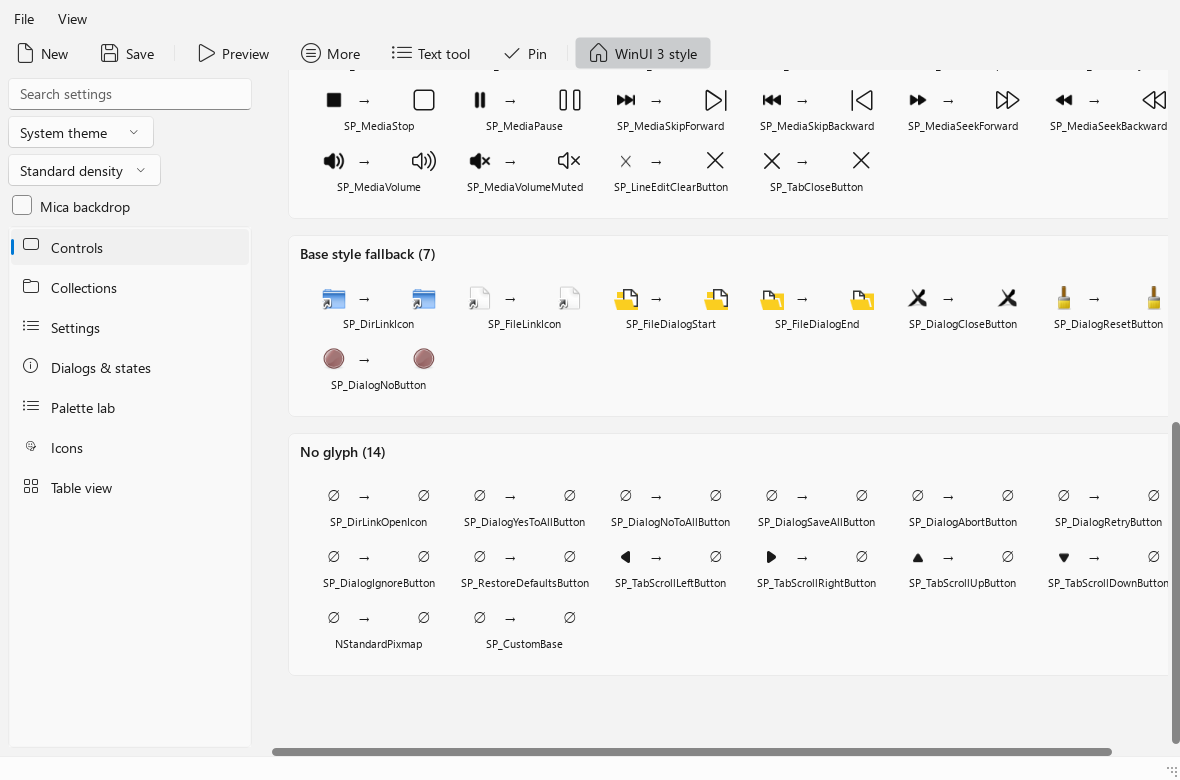 File View
New Save Preview More Text tool Pin WinUI 3 style
Search settings
System theme
Standard density
Mica backdrop
Controls
Collections
Settings
Dialogs & states
Palette lab
Icons
Table view
SP_MediaStop SP_MediaPause SP_MediaSkipForward SP_MediaSkipBackward SP_MediaSeekForward SP_MediaSeekBackward
SP_MediaVolume SP_MediaVolumeMuted SP_LineEditClearButton SP_TabCloseButton
Base style fallback (7)
SP_DirLinkIcon SP_FileLinkIcon SP_FileDialogStart SP_FileDialogEnd SP_DialogCloseButton SP_DialogResetButton
SP_DialogNoButton
No glyph (14)
SP_DirLinkOpenIcon SP_DialogYesToAllButton SP_DialogNoToAllButton SP_DialogSaveAllButton SP_DialogAbortButton SP_DialogRetryButton
SP_DialogIgnoreButton SP_RestoreDefaultsButton SP_TabScrollLeftButton SP_TabScrollRightButton SP_TabScrollUpButton SP_TabScrollDownButton
NStandardPixmap SP_CustomBase